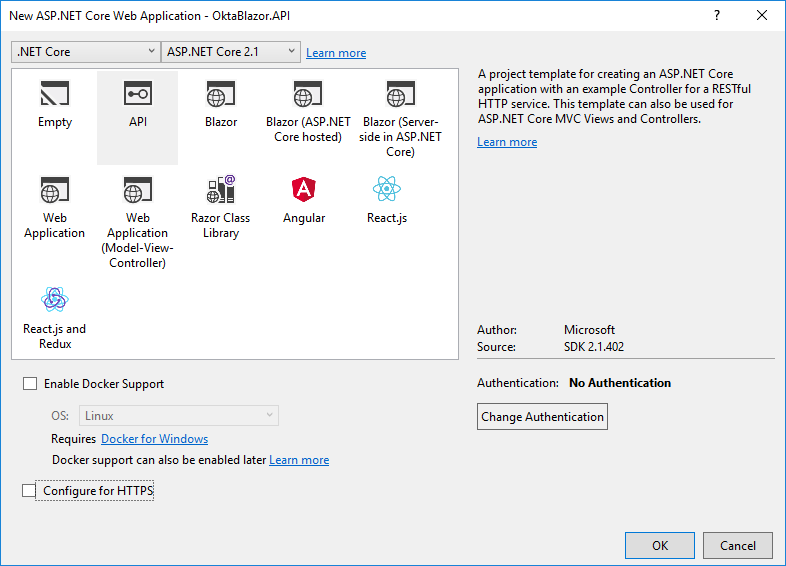 New ASP.NET Core Web Application - OktaBlazor.API
?
.NET Core
ASP.NET Core 2.1
Learn more
Empty
API
Blazor
Blazor (ASP.NET
Core hosted)
Blazor (Server-
side in ASP.NET
Core)
Web
Application
Web
Application
(Model-View-
Controller)
Razor Class
Library
Angular
React.js
React.js and
Redux
A project template for creating an ASP.NET Core
application with an example Controller for a RESTful
HTTP service. This template can also be used for
ASP.NET Core MVC Views and Controllers.
Learn more
Author: Microsoft
Source: SDK 2.1.402
Authentication: No Authentication
Change Authentication
Enable Docker Support
OS: Linux
Requires Docker for Windows
Docker support can also be enabled later Learn more
Configure for HTTPS
OK
Cancel